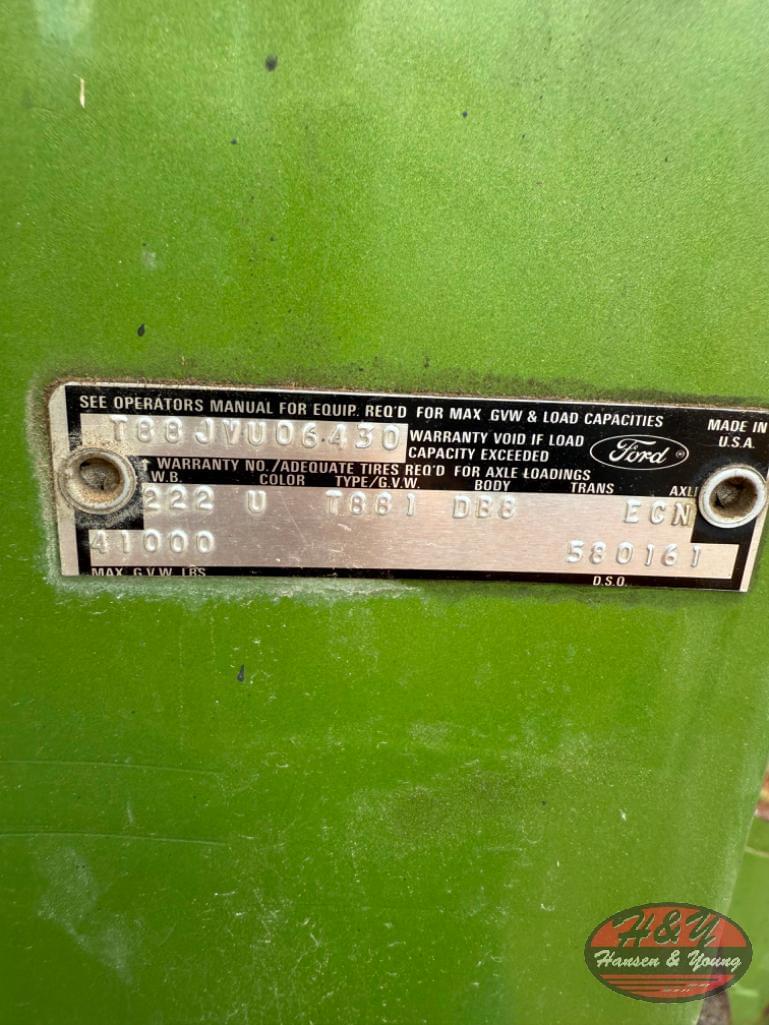 SEE OPERATORS MANUAL FOR EQUIP. REQ'D FOR MAX GVW & LOAD CAPACITIES
MADE IN U.S.A.
T88JVU06430
WARRANTY VOID IF LOAD CAPACITY EXCEEDED
Ford
WARRANTY NO./ADEQUATE TIRES REQ'D FOR AXLE LOADINGS
W.B. COLOR TYPE/G.V.W. BODY TRANS AXL
222 U T881 DB8 ECN
41000 580161
MAX. G.V.W. LBS. D.S.O.
H&Y
Hansen & Young